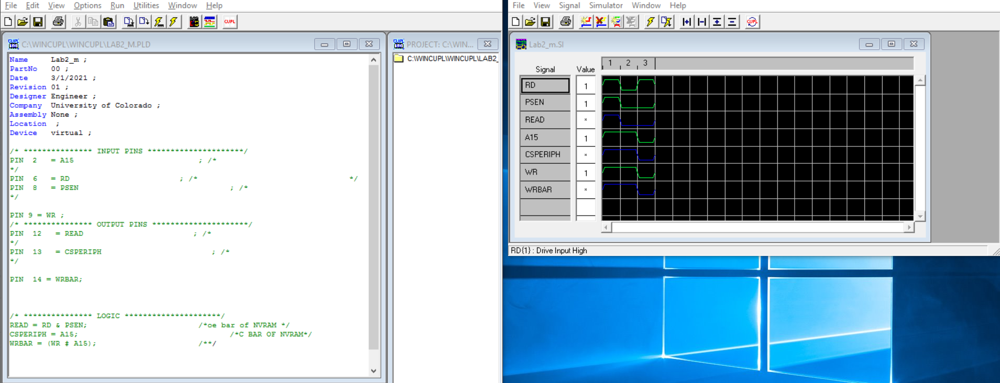 File Edit View Options Run Utilities Window Help
CUPL
C:\WINCUPL\WINCUPL\LAB2_M.PLD
Name Lab2_m ;
PartNo 00 ;
Date 3/1/2021 ;
Revision 01 ;
Designer Engineer ;
Company University of Colorado ;
Assembly None ;
Location ;
Device virtual ;
/* *************** INPUT PINS *********************/
PIN 2 = A15 ; /*
*/
PIN 6 = RD ; /* */
PIN 8 = PSEN ; /*
*/
PIN 9 = WR ;
/* *************** OUTPUT PINS *********************/
PIN 12 = READ ; /*
*/
PIN 13 = CSPERIPH ; /*
*/
PIN 14 = WRBAR;
/* *************** LOGIC *********************/
READ = RD & PSEN; /*oe bar of NVRAM */
CSPERIPH = A15; /*C BAR OF NVRAM*/
WRBAR = (WR # A15); /**/
PROJECT: C:\WIN...
C:\WINCUPL\WINCUPL\LAB2_
File View Signal Simulator Window Help
Lab2_m.SI
Signal Value 1 2 3
RD 1
PSEN 1
READ *
A15 1
CSPERIPH *
WR 1
WRBAR *
RD{1} : Drive Input High